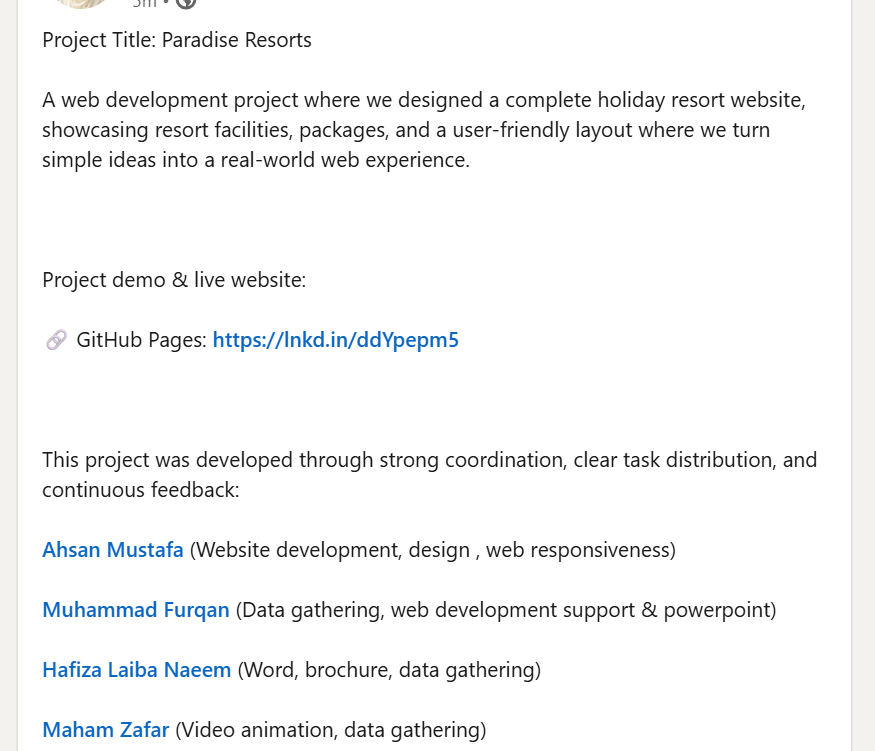 Project Title: Paradise Resorts
A web development project where we designed a complete holiday resort website,
showcasing resort facilities, packages, and a user-friendly layout where we turn
simple ideas into a real-world web experience.
Project demo & live website:
🔗 GitHub Pages: https://lnkd.in/ddYpepm5
This project was developed through strong coordination, clear task distribution, and
continuous feedback:
Ahsan Mustafa (Website development, design , web responsiveness)
Muhammad Furqan (Data gathering, web development support & powerpoint)
Hafiza Laiba Naeem (Word, brochure, data gathering)
Maham Zafar (Video animation, data gathering)